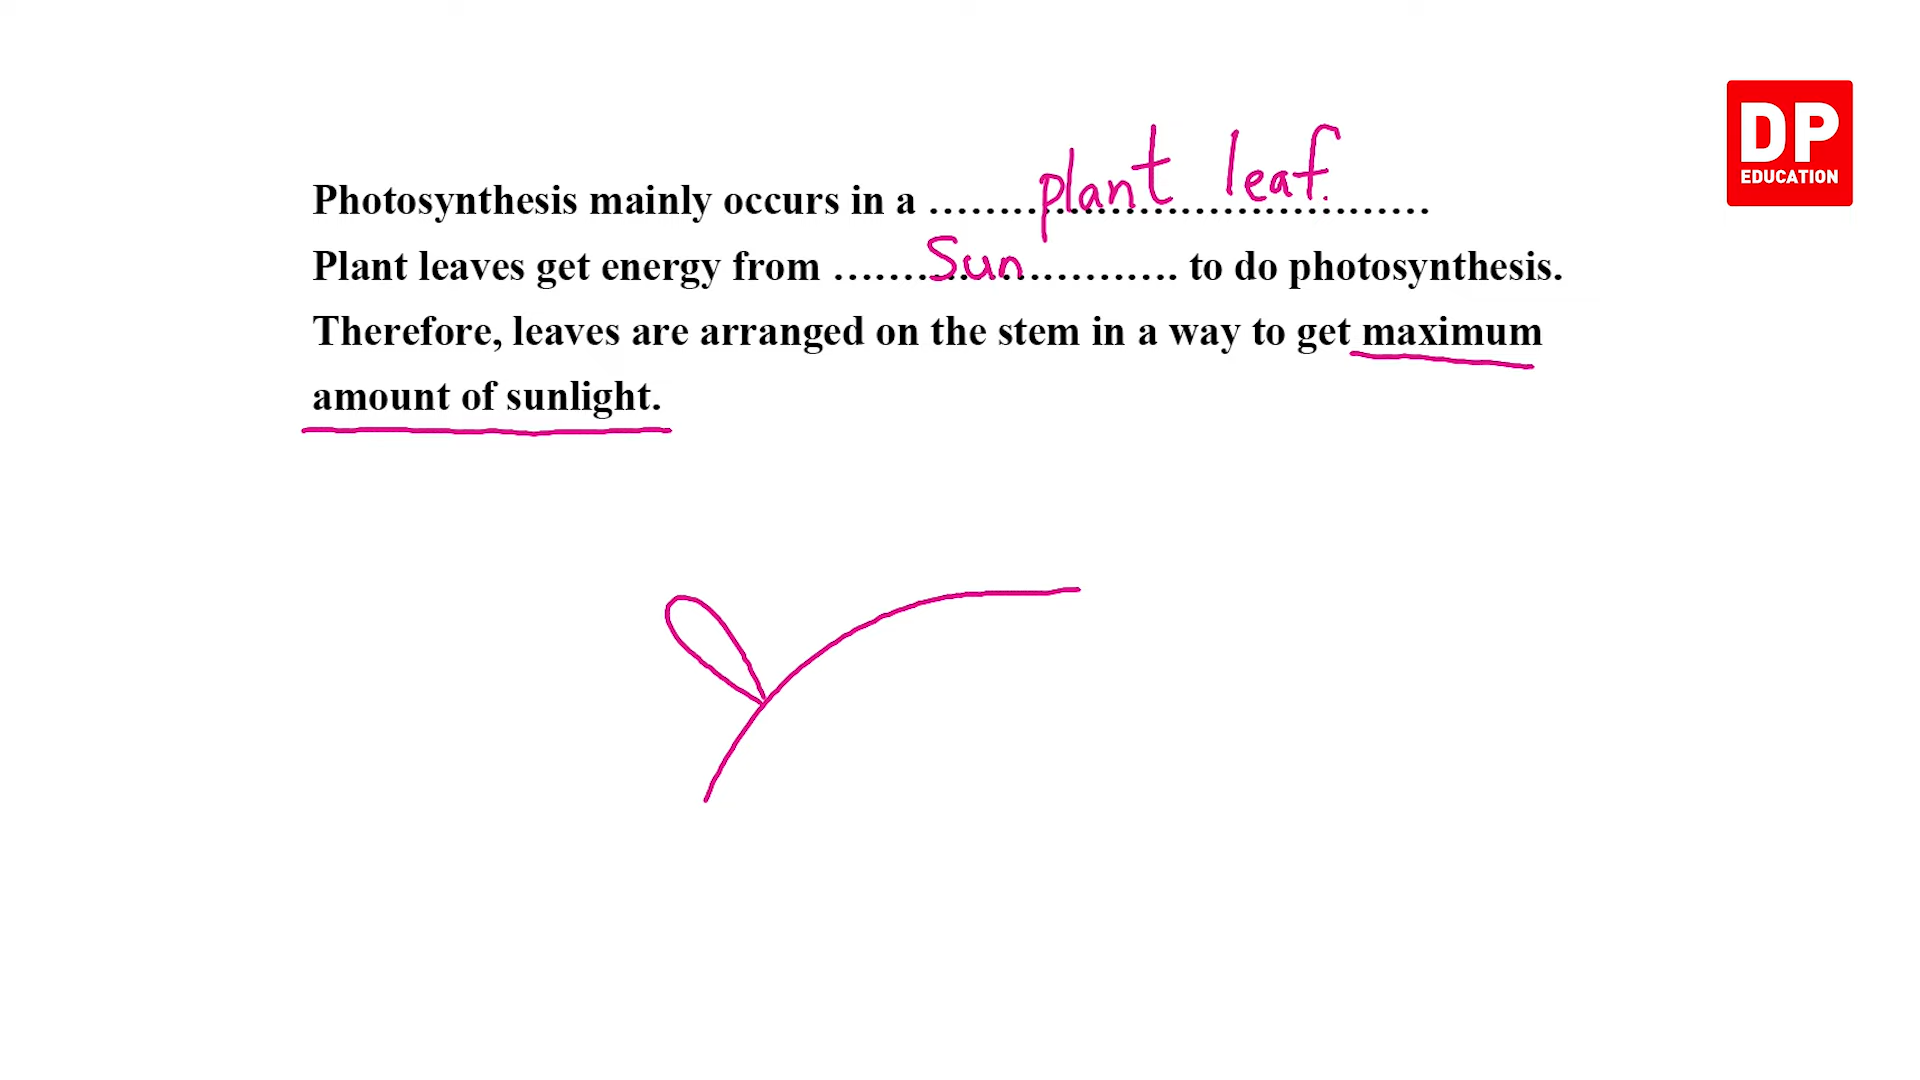 DP
EDUCATION
Photosynthesis mainly occurs in a ……………plant leaf.……………
Plant leaves get energy from ………Sun……………. to do photosynthesis.
Therefore, leaves are arranged on the stem in a way to get maximum
amount of sunlight.